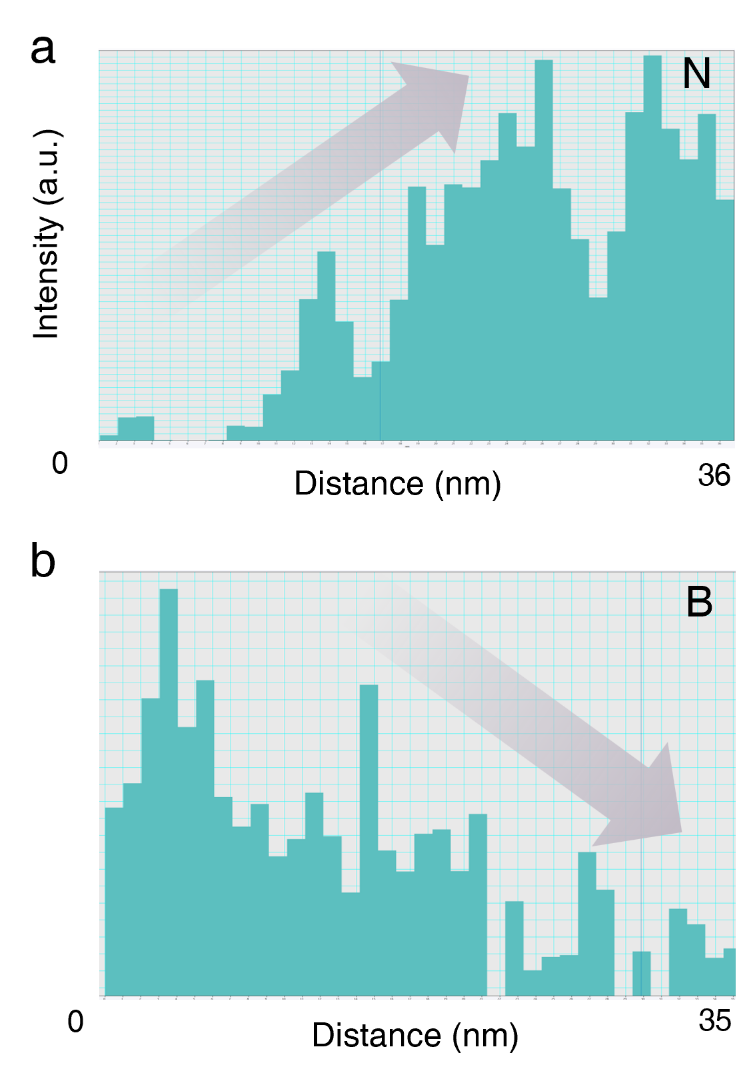 a
N
Intensity (a.u.)
0
36
Distance (nm)
b
B
0
35
Distance (nm)